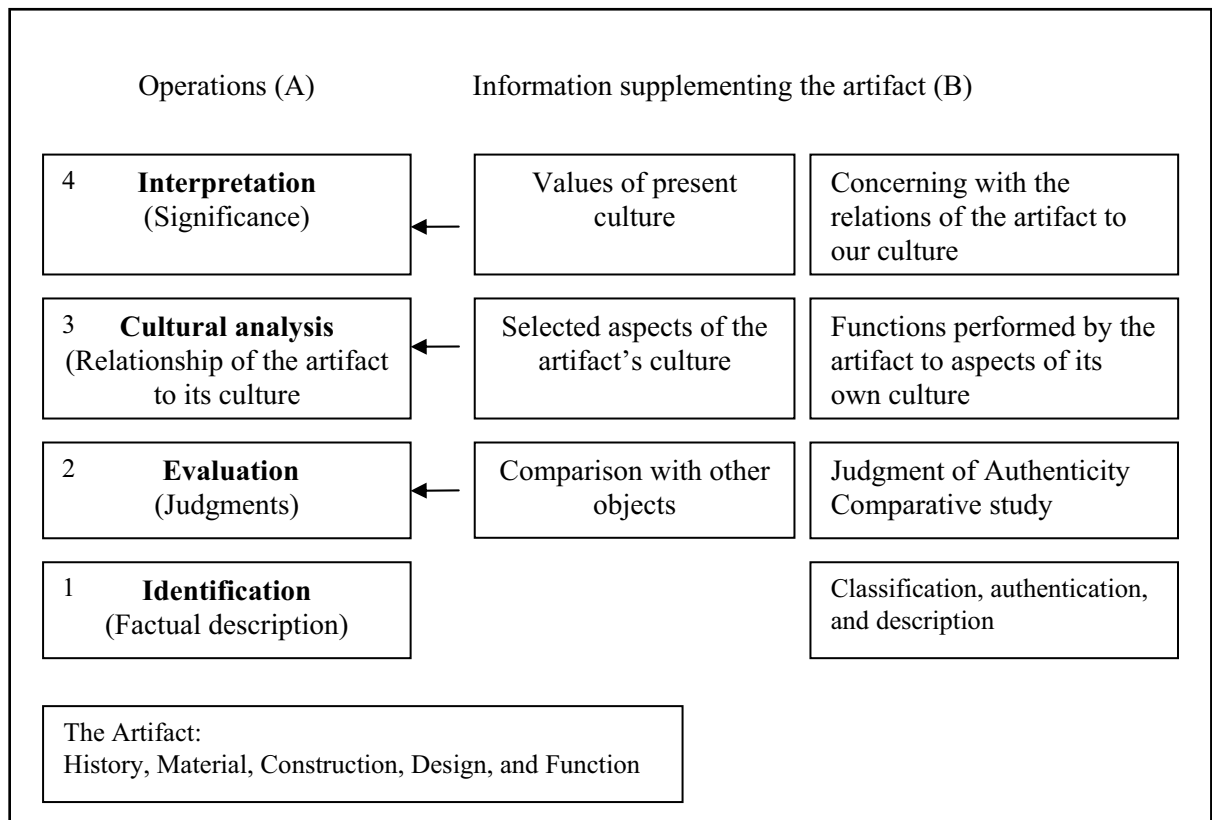 Operations (A)
Information supplementing the artifact (B)
4
Interpretation
(Significance)
Values of present
culture
Concerning with the
relations of the artifact to
our culture
3
Cultural analysis
(Relationship of the artifact
to its culture
Selected aspects of the
artifact’s culture
Functions performed by the
artifact to aspects of its
own culture
2
Evaluation
(Judgments)
Comparison with other
objects
Judgment of Authenticity
Comparative study
1
Identification
(Factual description)
Classification, authentication,
and description
The Artifact:
History, Material, Construction, Design, and Function